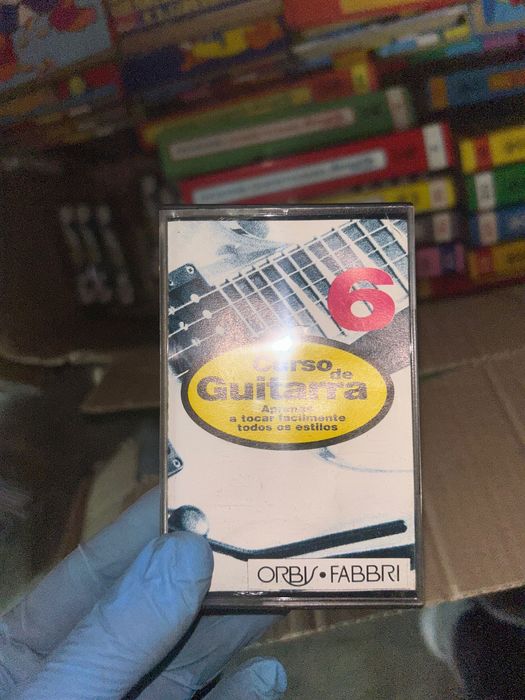 6
Curso
de
Guitarra
Aprenda
a tocar facilmente
todos os estilos
ORBIS • FABBRI